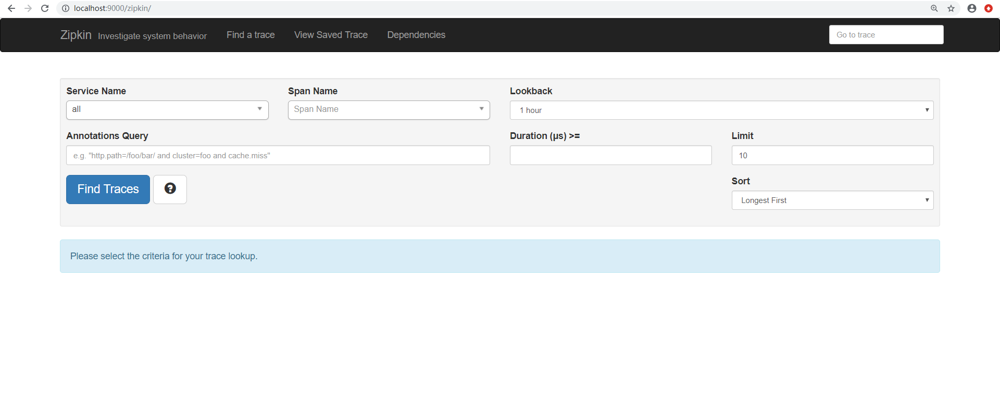 localhost:9000/zipkin/
Zipkin Investigate system behavior Find a trace View Saved Trace Dependencies Go to trace
Service Name Span Name Lookback
all Span Name 1 hour
Annotations Query Duration (μs) >= Limit
e.g. "http.path=/foo/bar/ and cluster=foo and cache.miss" 10
Find Traces ? Sort
Longest First
Please select the criteria for your trace lookup.